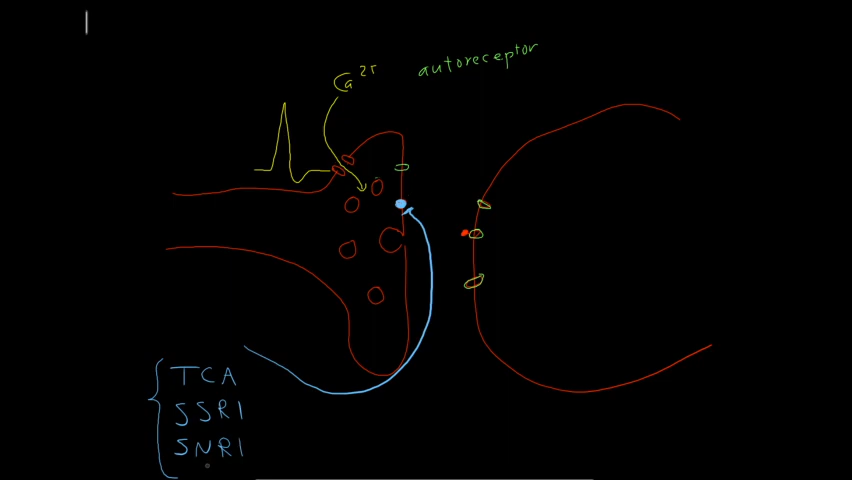 Ca2+
autoreceptor
TCA
SSRI
SNRI